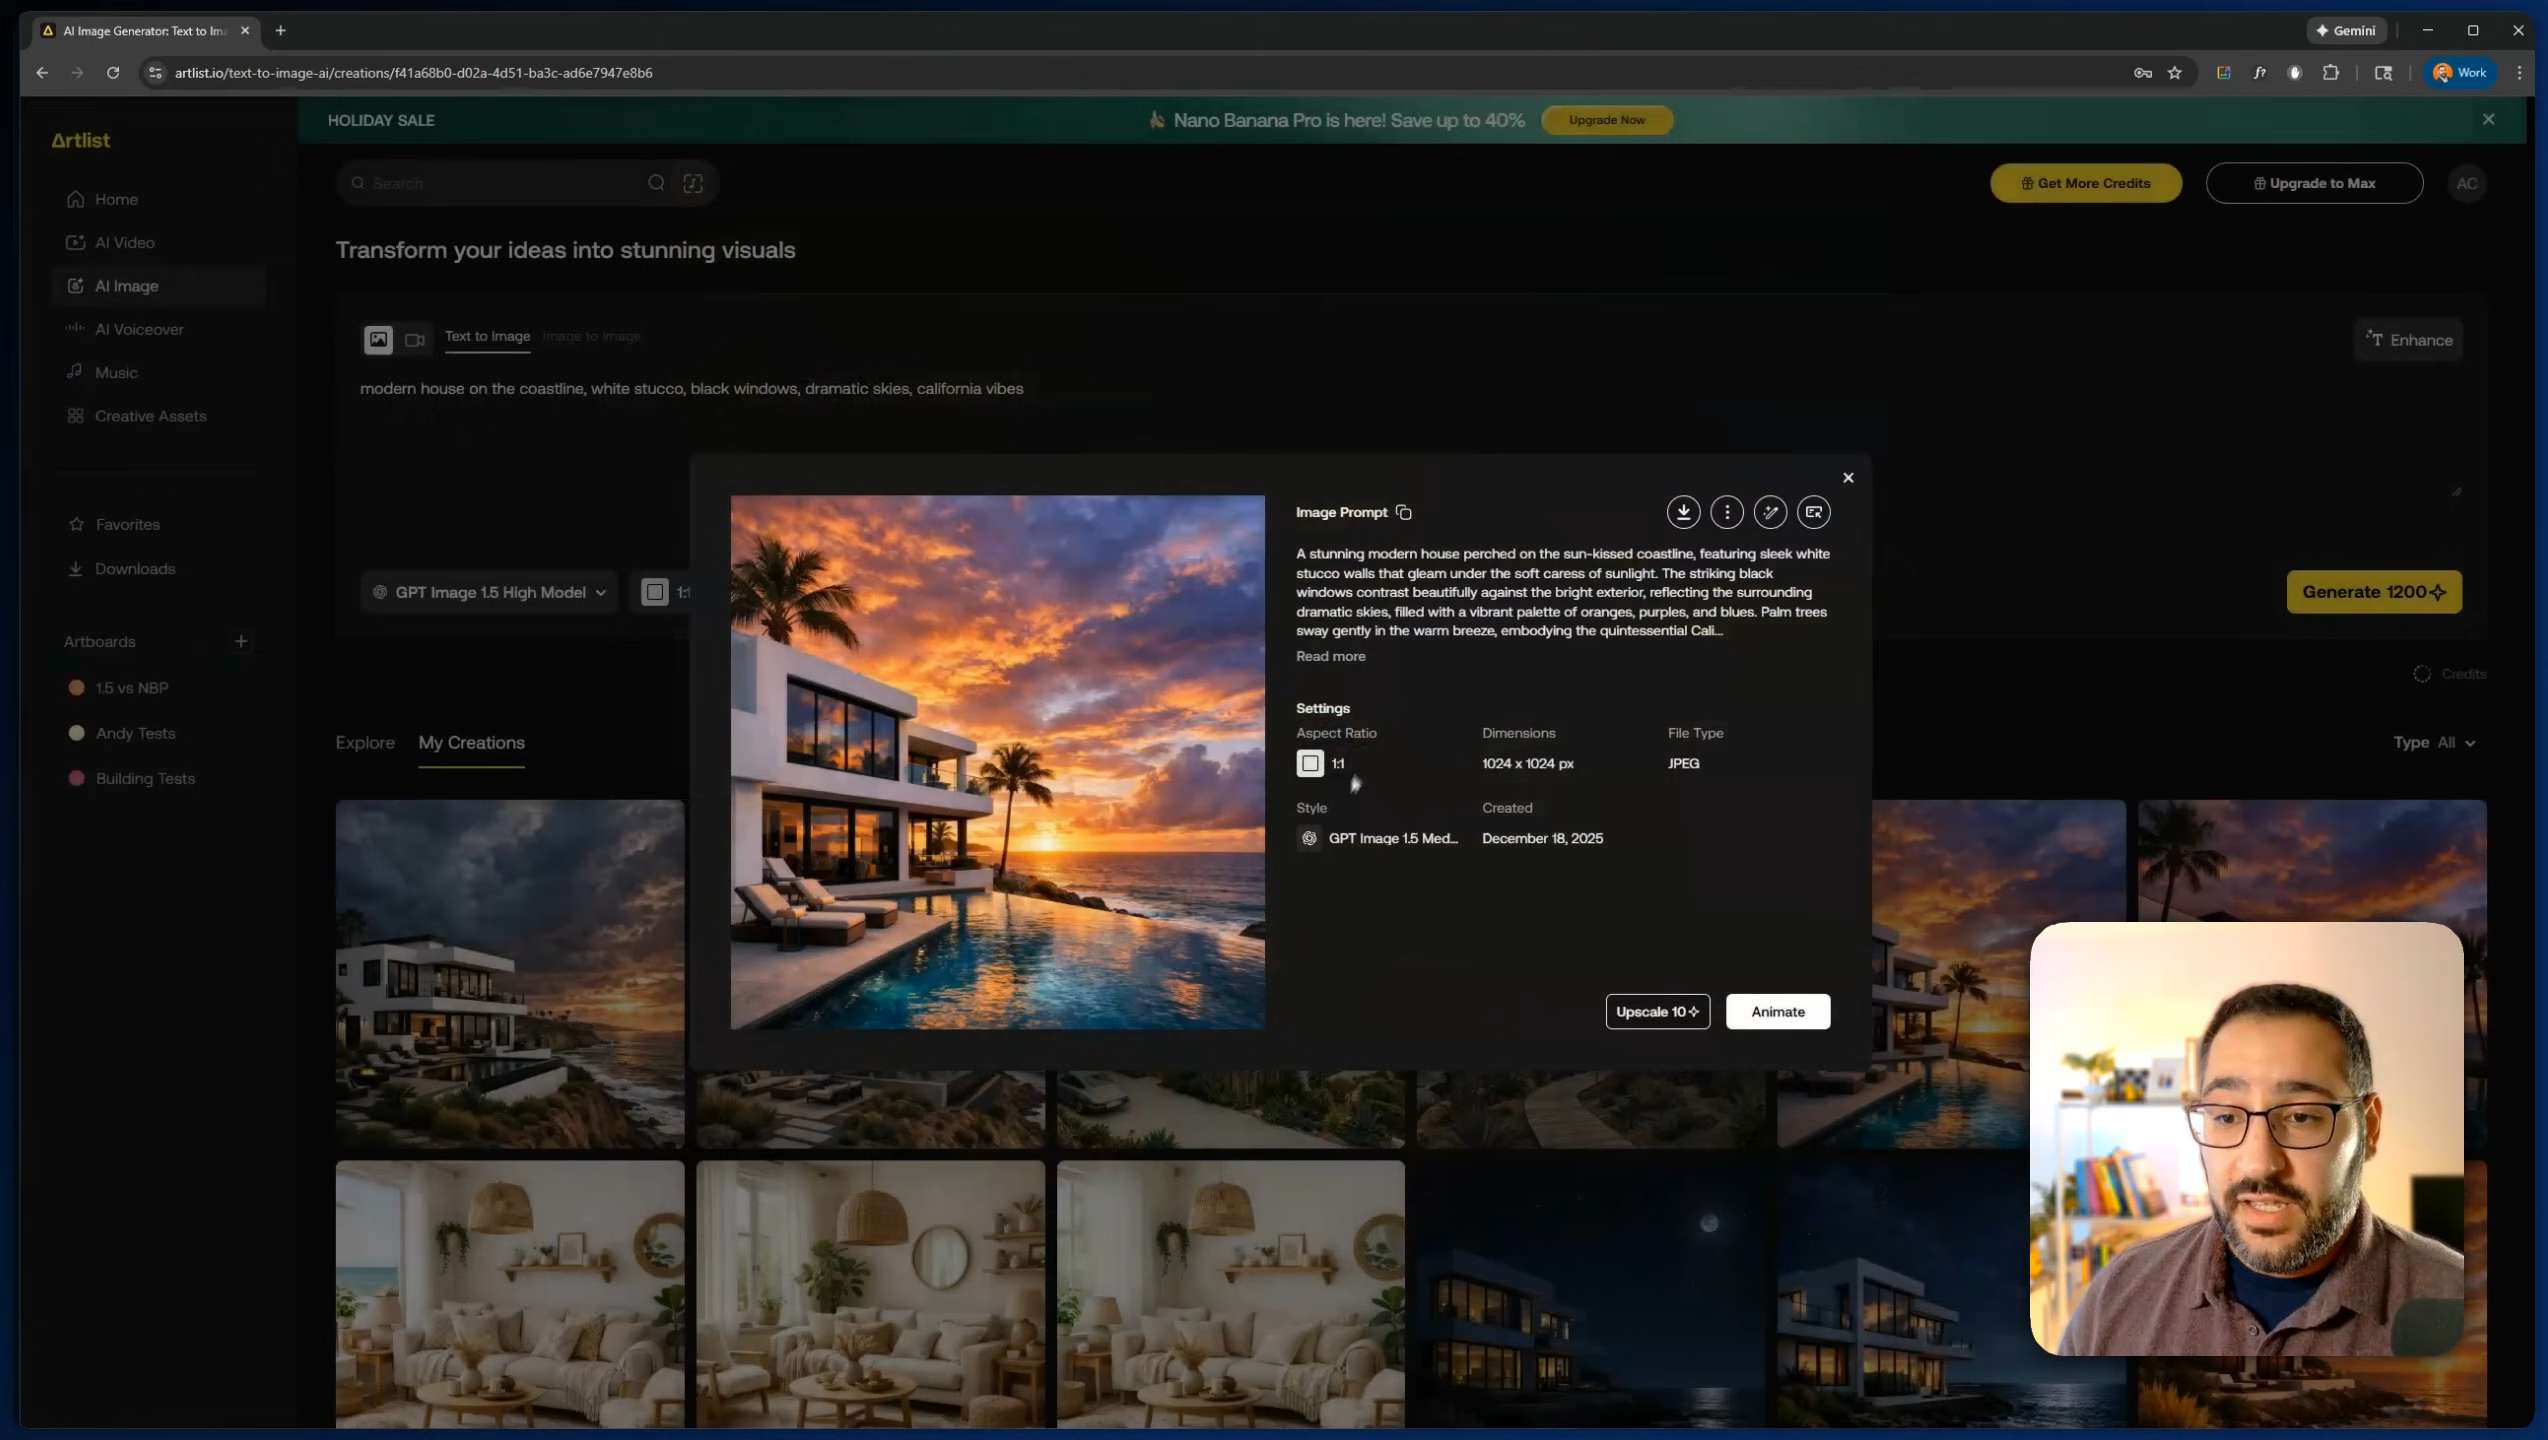 AI Image Generator: Text to Ima
Gemini
artlist.io/text-to-image-ai/creations/f41a68b0-d02a-4d51-ba3c-ad6e7947e8b6
f?
Work
Artlist
HOLIDAY SALE
Nano Banana Pro is here! Save up to 40%
Upgrade Now
Search
Get More Credits
Upgrade to Max
AC
Home
AI Video
AI Image
AI Voiceover
Music
Creative Assets
Favorites
Downloads
Artboards
1.5 vs NBP
Andy Tests
Building Tests
Transform your ideas into stunning visuals
Text to Image
Image to Image
Enhance
modern house on the coastline, white stucco, black windows, dramatic skies, california vibes
GPT Image 1.5 High Model
1:1
Generate 1200
Credits
Explore
My Creations
Type All
Image Prompt
A stunning modern house perched on the sun-kissed coastline, featuring sleek white
stucco walls that gleam under the soft caress of sunlight. The striking black
windows contrast beautifully against the bright exterior, reflecting the surrounding
dramatic skies, filled with a vibrant palette of oranges, purples, and blues. Palm trees
sway gently in the warm breeze, embodying the quintessential Cali...
Read more
Settings
Aspect Ratio
Dimensions
File Type
1:1
1024 x 1024 px
JPEG
Style
Created
GPT Image 1.5 Med...
December 18, 2025
Upscale 10
Animate